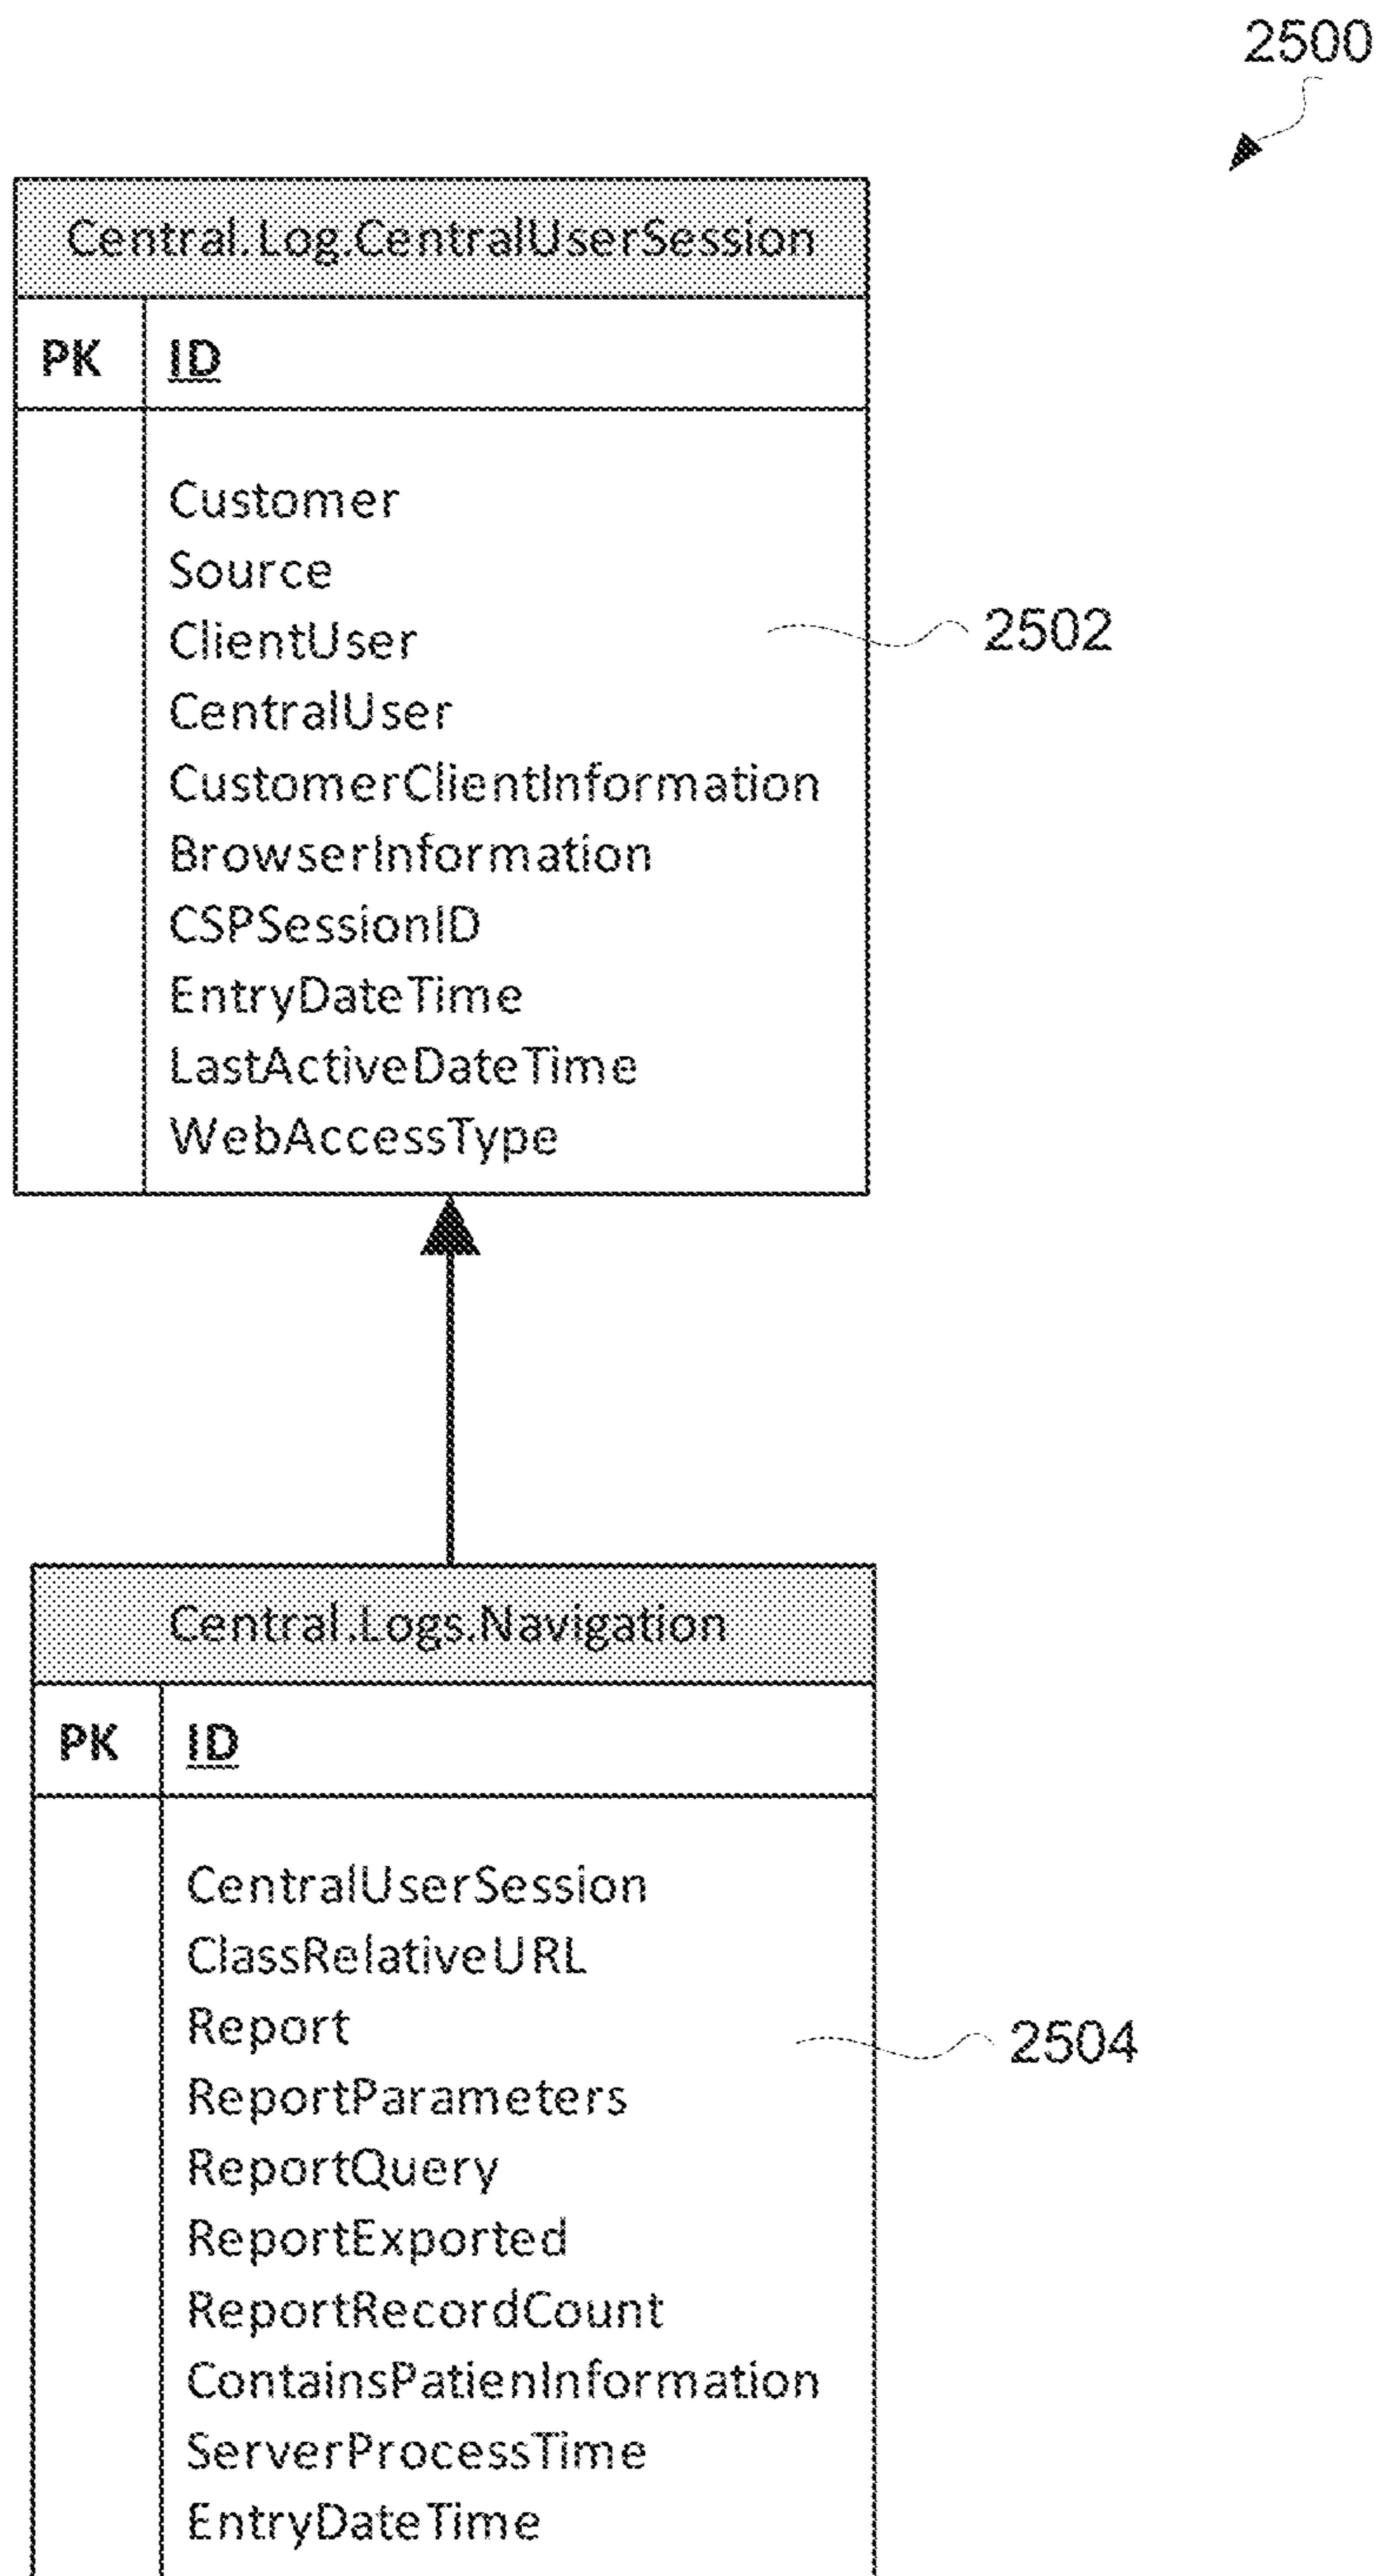 2500
Central.Log.CentralUserSession
PK ID
Customer
Source
ClientUser
2502
CentralUser
CustomerClientInformation
BrowserInformation
CSPSessionID
EntryDateTime
LastActiveDateTime
WebAccessType
Central.Logs.Navigation
PK ID
CentralUserSession
ClassRelativeURL
Report
2504
ReportParameters
ReportQuery
ReportExported
ReportRecordCount
ContainsPatienInformation
ServerProcessTime
EntryDateTime